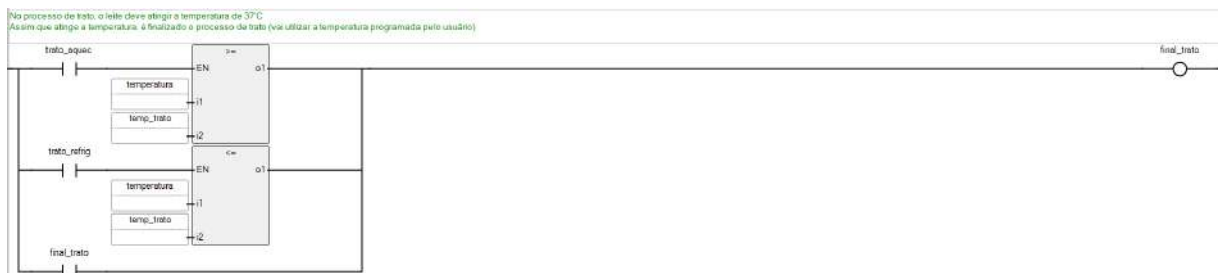 No processo de trato, o leite deve atingir a temperatura de 37°C
Assim que atinge a temperatura, é finalizado o processo de trato (vai utilizar a temperatura programada pelo usuário)
trato_aquec
>=
final_trato
EN
o1
temperatura
i1
temp_trato
i2
trato_refrig
<=
EN
o1
temperatura
i1
temp_trato
i2
final_trato